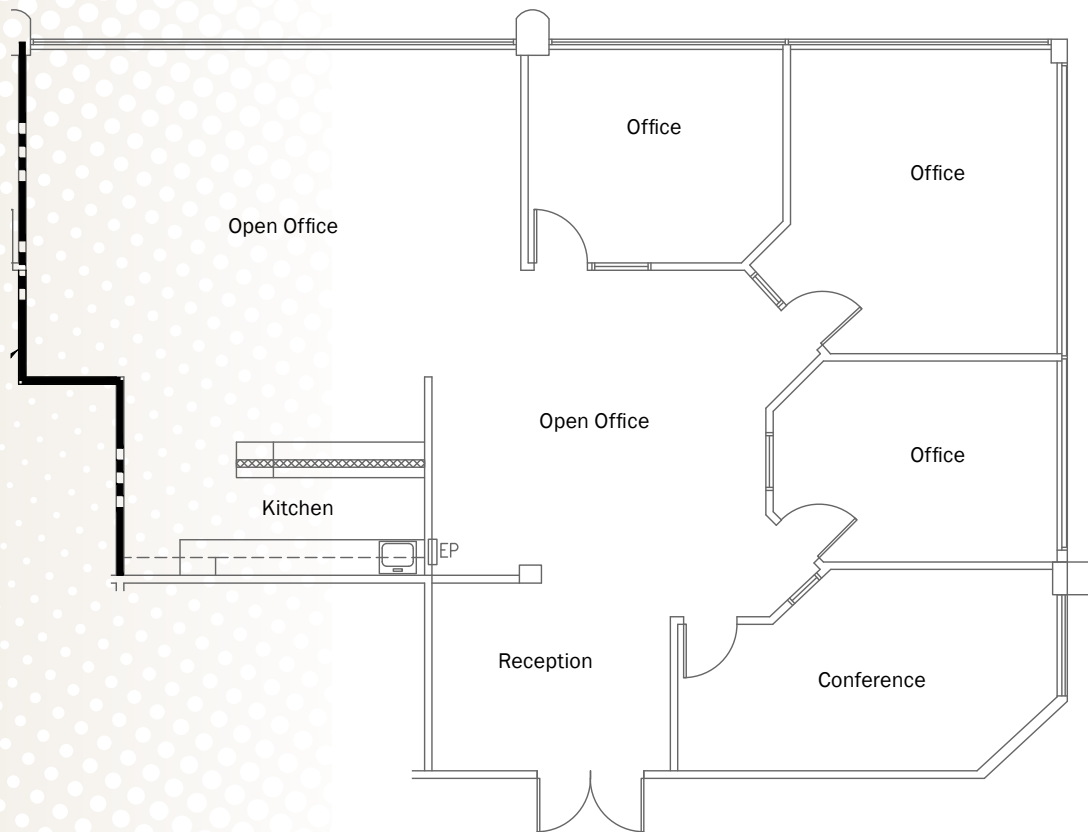 Office
Office
Open Office
Open Office
Office
Kitchen
EP
Reception
Conference